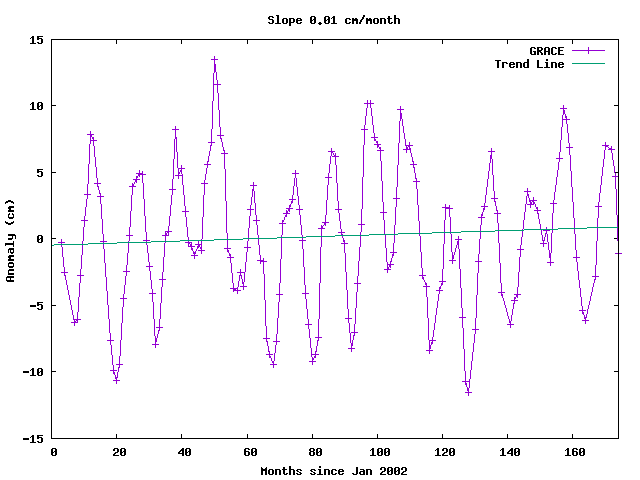 Slope 0.01 cm/month
15
10
5
0
-5
-10
-15
Anomaly (cm)
GRACE
Trend Line
0 20 40 60 80 100 120 140 160
Months since Jan 2002